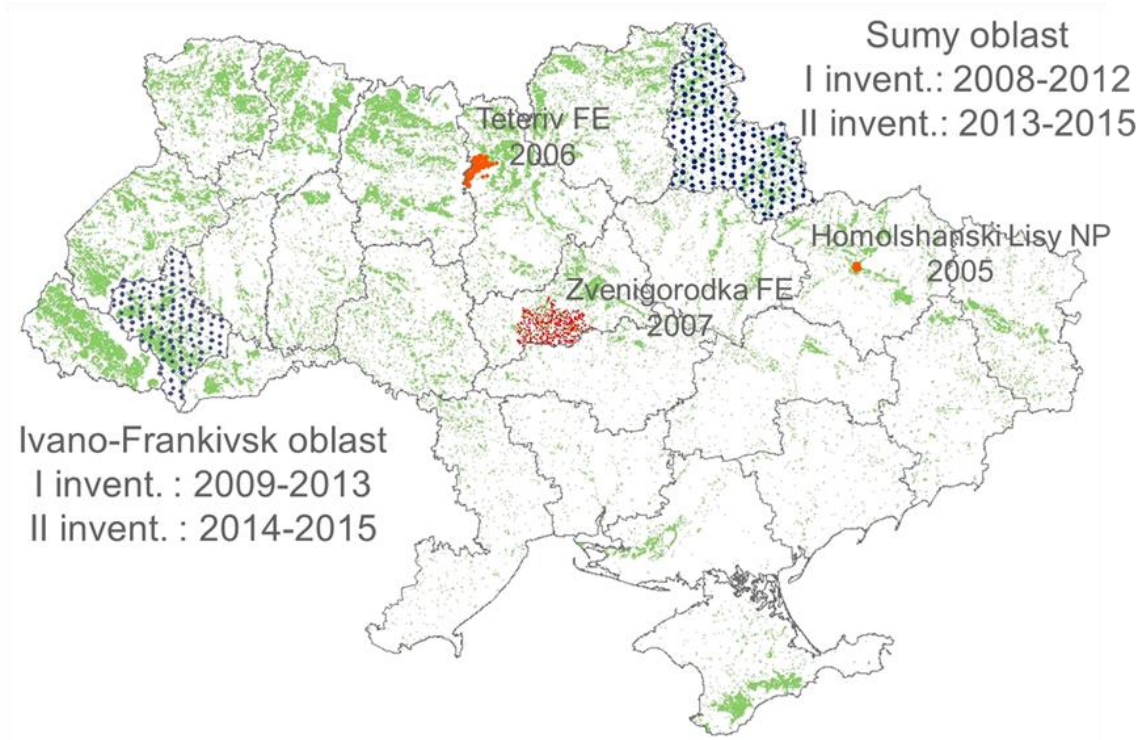 Sumy oblast
I invent.: 2008-2012
II invent.: 2013-2015
Teteriv FE
2006
Homolshanski Lisy NP
2005
Zvenigorodka FE
2007
Ivano-Frankivsk oblast
I invent. : 2009-2013
II invent. : 2014-2015